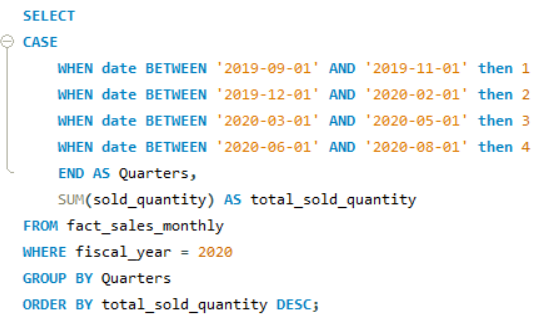 SELECT
CASE
WHEN date BETWEEN '2019-09-01' AND '2019-11-01' then 1
WHEN date BETWEEN '2019-12-01' AND '2020-02-01' then 2
WHEN date BETWEEN '2020-03-01' AND '2020-05-01' then 3
WHEN date BETWEEN '2020-06-01' AND '2020-08-01' then 4
END AS Quarters,
SUM(sold_quantity) AS total_sold_quantity
FROM fact_sales_monthly
WHERE fiscal_year = 2020
GROUP BY Quarters
ORDER BY total_sold_quantity DESC;